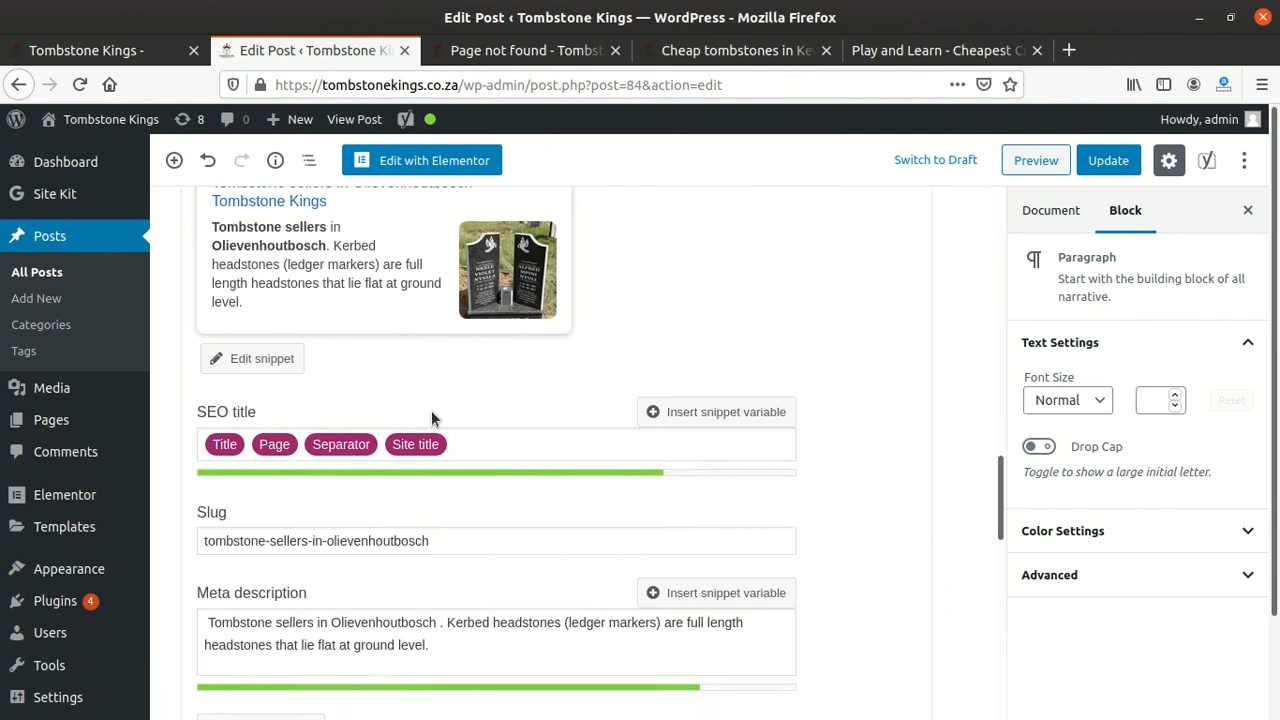 Edit Post ‹ Tombstone Kings — WordPress - Mozilla Firefox
Tombstone Kings -
Edit Post ‹ Tombstone Ki
Page not found - Tombst
Cheap tombstones in Ke
Play and Learn - Cheapest C
https://tombstonekings.co.za/wp-admin/post.php?post=84&action=edit
Tombstone Kings
8
0
New
View Post
Howdy, admin
Dashboard
Site Kit
Posts
All Posts
Add New
Categories
Tags
Media
Pages
Comments
Elementor
Templates
Appearance
Plugins 4
Users
Tools
Settings
Edit with Elementor
Switch to Draft
Preview
Update
Tombstone sellers in Olievenhoutbosch
Tombstone Kings
Tombstone sellers in
Olievenhoutbosch. Kerbed
headstones (ledger markers) are full
length headstones that lie flat at ground
level.
Edit snippet
SEO title
Insert snippet variable
Title Page Separator Site title
Slug
tombstone-sellers-in-olievenhoutbosch
Meta description
Insert snippet variable
Tombstone sellers in Olievenhoutbosch . Kerbed headstones (ledger markers) are full length
headstones that lie flat at ground level.
Document
Block
Paragraph
Start with the building block of all
narrative.
Text Settings
Font Size
Normal
Reset
Drop Cap
Toggle to show a large initial letter.
Color Settings
Advanced